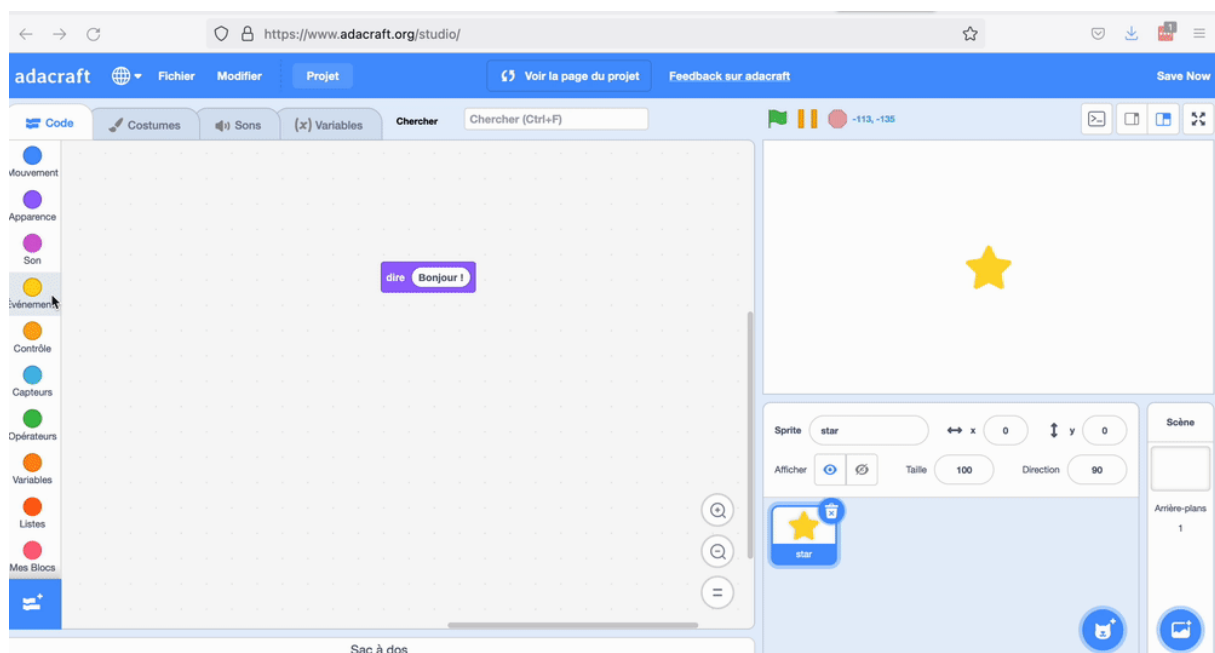 https://www.adacraft.org/studio/
1
adacraft Fichier Modifier Projet Voir la page du projet Feedback sur adacraft Save Now
Code Costumes Sons (x) Variables Chercher Chercher (Ctrl+F) -113, -135
Mouvement
Apparence
Son
Événement
Contrôle
Capteurs
Opérateurs
Variables
Listes
Mes Blocs
dire Bonjour !
Sac à dos
Sprite star x 0 y 0
Afficher Taille 100 Direction 90
star
Scène
Arrière-plans
1